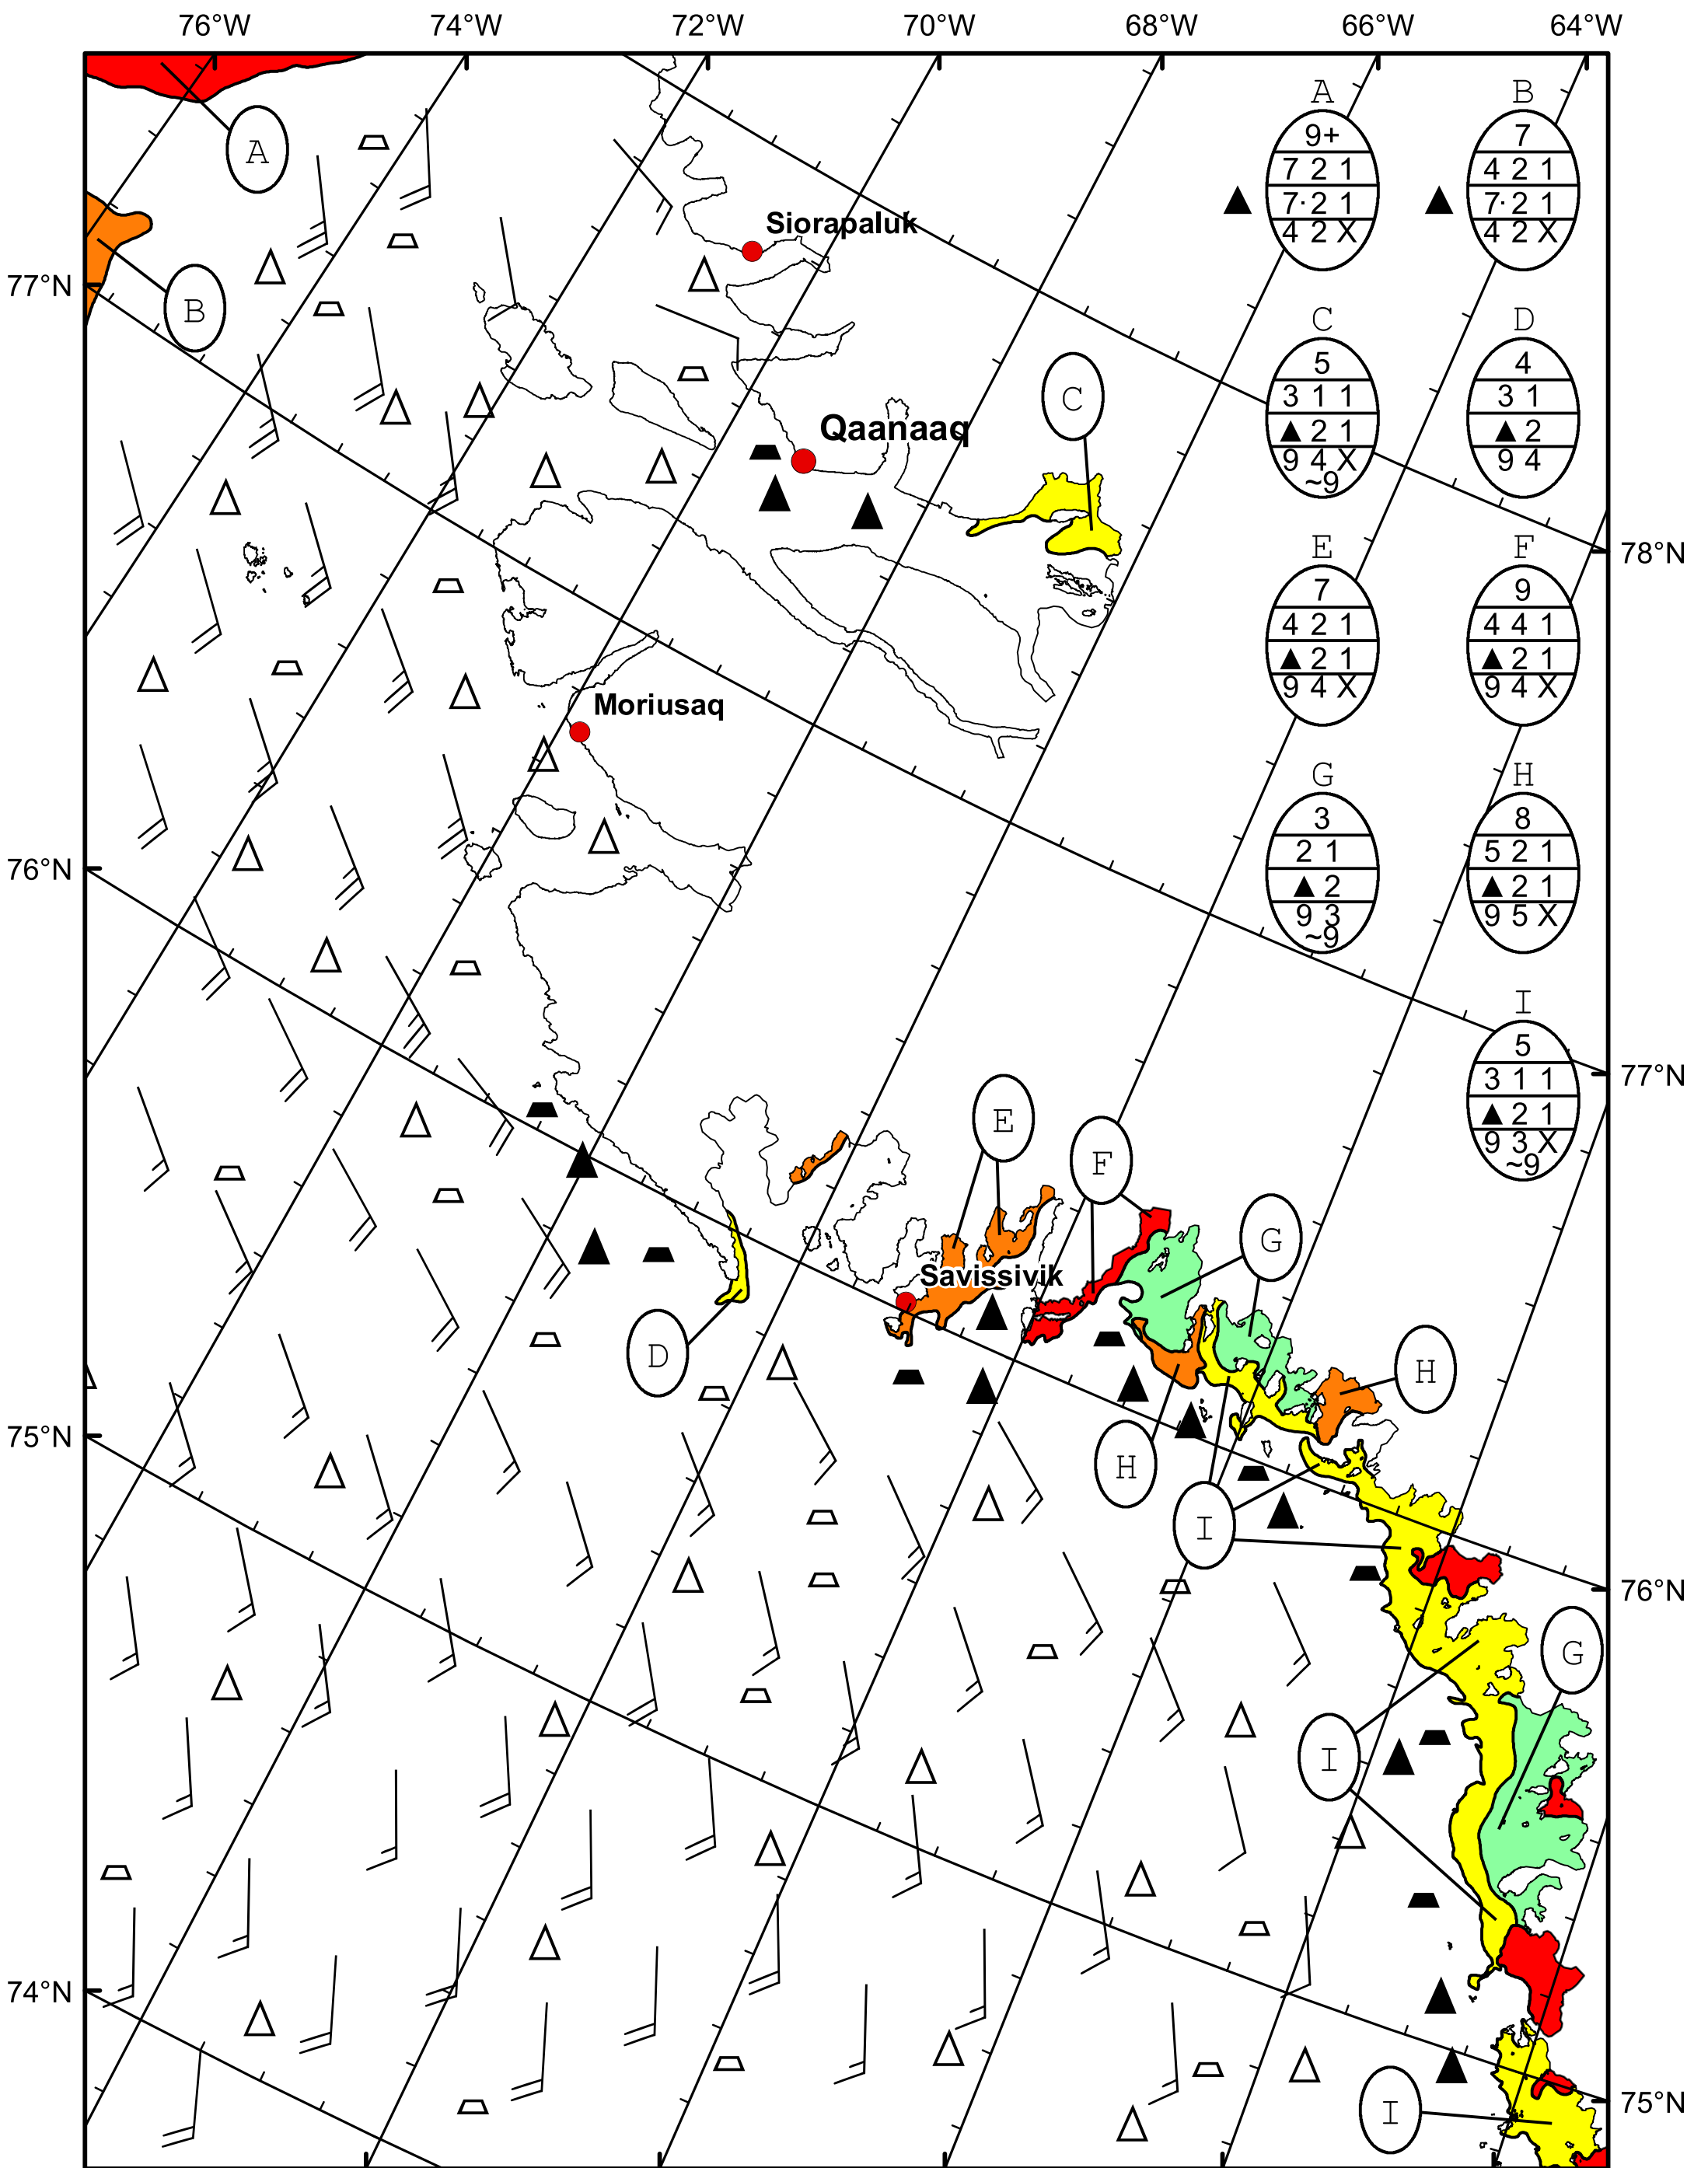 76°W 74°W 72°W 70°W 68°W 66°W 64°W
A B
9+ 7
7 2 1 4 2 1
▲ 7· 2 1 ▲ 7· 2 1
4 2 X 4 2 X
A
Siorapaluk
77°N
B
C D
5 4
3 1 1 3 1
▲ 2 1 ▲ 2
9 4 X 9 4
~9
C
Qaanaaq
78°N
E F
7 9
4 2 1 4 4 1
▲ 2 1 ▲ 2 1
9 4 X 9 4 X
Moriusaq
G H
3 8
2 1 5 2 1
▲ 2 ▲ 2 1
9 3 9 5 X
~9
76°N
I
5
3 1 1
▲ 2 1
9 3 X
~9
77°N
E
F
G
Savissivik
D
H
75°N
H
I
76°N
G
I
74°N
75°N
I